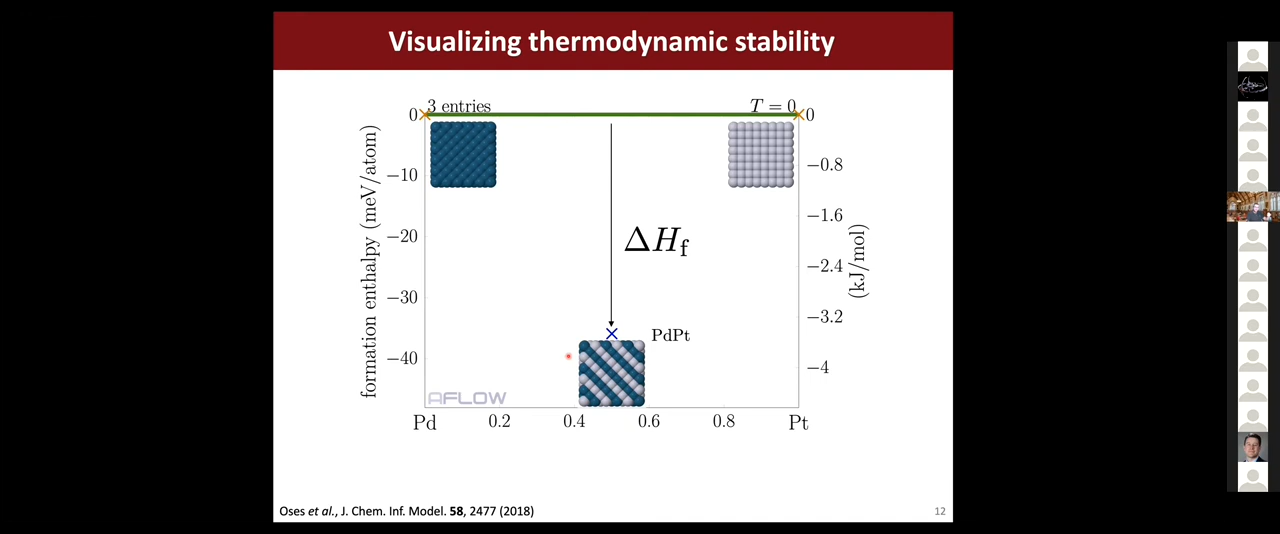 Visualizing thermodynamic stability
3 entries
T = 0
0
−10
−20
−30
−40
formation enthalpy (meV/atom)
0
−0.8
−1.6
−2.4
−3.2
−4
(kJ/mol)
ΔH_f
PdPt
AFLOW
Pd
0.2
0.4
0.6
0.8
Pt
Oses et al., J. Chem. Inf. Model. 58, 2477 (2018)
12